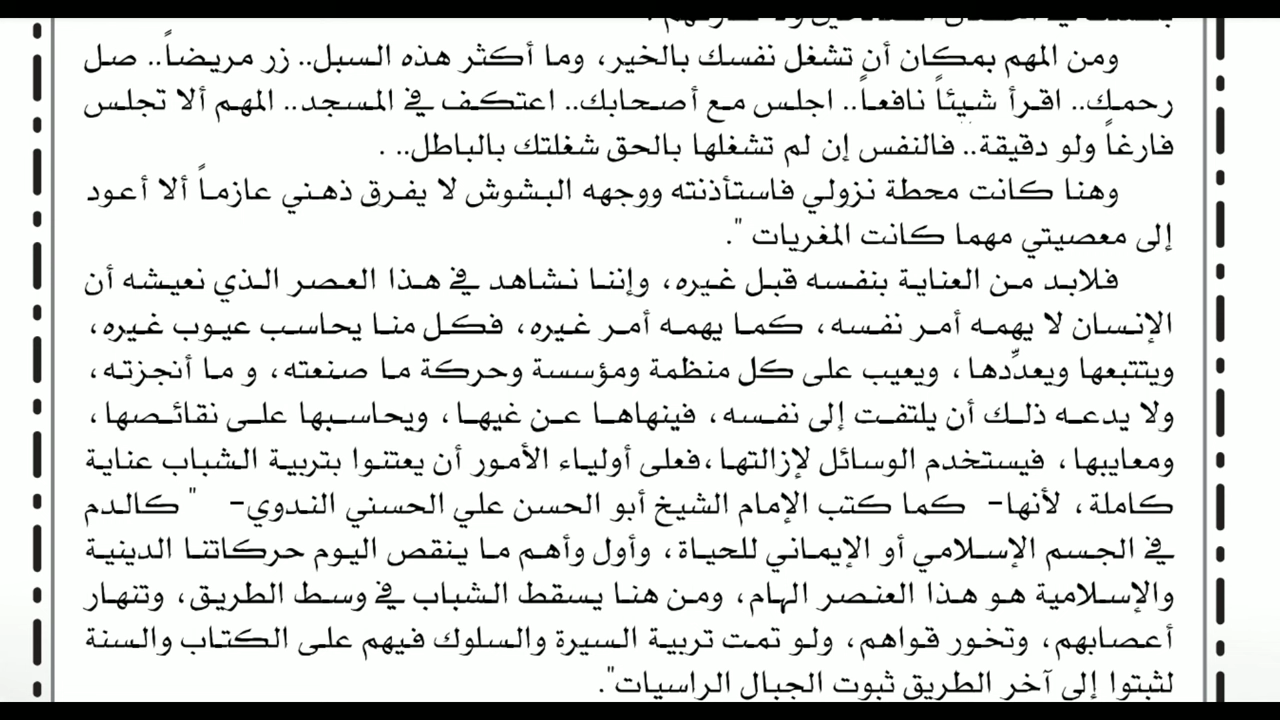 ومن المهم بمكان أن تشغل نفسك بالخير، وما أكثر هذه السبل.. زر مريضاً.. صل
رحمك.. اقرأ شيئاً نافعاً.. اجلس مع أصحابك.. اعتكف في المسجد.. المهم ألا تجلس
فارغاً ولو دقيقة.. فالنفس إن لم تشغلها بالحق شغلتك بالباطل.. .
وهنا كانت محطة نزولي فاستأذنته ووجهه البشوش لا يفرق ذهني عازماً ألا أعود
إلى معصيتي مهما كانت المغريات ".
فلابد من العناية بنفسه قبل غيره، وإننا نشاهد في هذا العصر الذي نعيشه أن
الإنسان لا يهمه أمر نفسه، كما يهمه أمر غيره، فكل منا يحاسب عيوب غيره،
ويتتبعها ويعدِّدها، ويعيب على كل منظمة ومؤسسة وحركة ما صنعته، و ما أنجزته،
ولا يدعه ذلك أن يلتفت إلى نفسه، فينهاها عن غيها، ويحاسبها على نقائصها،
ومعايبها، فيستخدم الوسائل لإزالتها،فعلى أولياء الأمور أن يعتنوا بتربية الشباب عناية
كاملة، لأنها- كما كتب الإمام الشيخ أبو الحسن علي الحسني الندوي- " كالدم
في الجسم الإسلامي أو الإيماني للحياة، وأول وأهم ما ينقص اليوم حركاتنا الدينية
والإسلامية هو هذا العنصر الهام، ومن هنا يسقط الشباب في وسط الطريق، وتنهار
أعصابهم، وتخور قواهم، ولو تمت تربية السيرة والسلوك فيهم على الكتاب والسنة
لثبتوا إلى آخر الطريق ثبوت الجبال الراسيات".